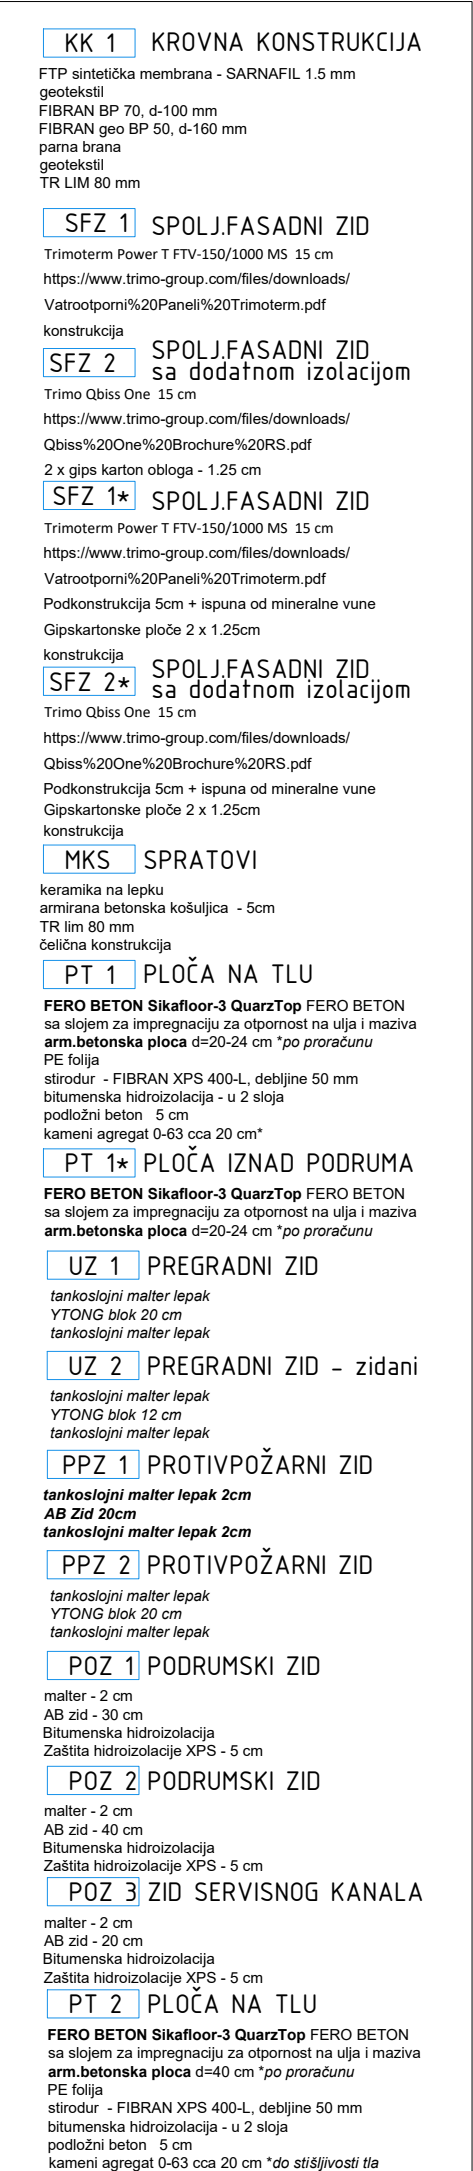 KK 1 KROVNA KONSTRUKCIJA
FTP sintetička membrana - SARNAFIL 1.5 mm
geotekstil
FIBRAN BP 70, d-100 mm
FIBRAN geo BP 50, d-160 mm
parna brana
geotekstil
TR LIM 80 mm
SFZ 1 SPOLJ.FASADNI ZID
Trimoterm Power T FTV-150/1000 MS 15 cm
https://www.trimo-group.com/files/downloads/
Vatrootporni%20Paneli%20Trimoterm.pdf
konstrukcija
SFZ 2 SPOLJ.FASADNI ZID
sa dodatnom izolacijom
Trimo Qbiss One 15 cm
https://www.trimo-group.com/files/downloads/
Qbiss%20One%20Brochure%20RS.pdf
2 x gips karton obloga - 1.25 cm
SFZ 1* SPOLJ.FASADNI ZID
Trimoterm Power T FTV-150/1000 MS 15 cm
https://www.trimo-group.com/files/downloads/
Vatrootporni%20Paneli%20Trimoterm.pdf
Podkonstrukcija 5cm + ispuna od mineralne vune
Gipskartonske ploče 2 x 1.25cm
konstrukcija
SFZ 2* SPOLJ.FASADNI ZID
sa dodatnom izolacijom
Trimo Qbiss One 15 cm
https://www.trimo-group.com/files/downloads/
Qbiss%20One%20Brochure%20RS.pdf
Podkonstrukcija 5cm + ispuna od mineralne vune
Gipskartonske ploče 2 x 1.25cm
konstrukcija
MKS SPRATOVI
keramika na lepku
armirana betonska košuljica - 5cm
TR lim 80 mm
čelična konstrukcija
PT 1 PLOČA NA TLU
FERO BETON Sikafloor-3 QuarzTop FERO BETON
sa slojem za impregnaciju za otpornost na ulja i maziva
arm.betonska ploca d=20-24 cm *po proračunu
PE folija
stirodur - FIBRAN XPS 400-L, debljine 50 mm
bitumenska hidroizolacija - u 2 sloja
podložni beton 5 cm
kameni agregat 0-63 cca 20 cm*
PT 1* PLOČA IZNAD PODRUMA
FERO BETON Sikafloor-3 QuarzTop FERO BETON
sa slojem za impregnaciju za otpornost na ulja i maziva
arm.betonska ploca d=20-24 cm *po proračunu
UZ 1 PREGRADNI ZID
tankoslojni malter lepak
YTONG blok 20 cm
tankoslojni malter lepak
UZ 2 PREGRADNI ZID - zidani
tankoslojni malter lepak
YTONG blok 12 cm
tankoslojni malter lepak
PPZ 1 PROTIVPOŽARNI ZID
tankoslojni malter lepak 2cm
AB Zid 20cm
tankoslojni malter lepak 2cm
PPZ 2 PROTIVPOŽARNI ZID
tankoslojni malter lepak
YTONG blok 20 cm
tankoslojni malter lepak
POZ 1 PODRUMSKI ZID
malter - 2 cm
AB zid - 30 cm
Bitumenska hidroizolacija
Zaštita hidroizolacije XPS - 5 cm
POZ 2 PODRUMSKI ZID
malter - 2 cm
AB zid - 40 cm
Bitumenska hidroizolacija
Zaštita hidroizolacije XPS - 5 cm
POZ 3 ZID SERVISNOG KANALA
malter - 2 cm
AB zid - 20 cm
Bitumenska hidroizolacija
Zaštita hidroizolacije XPS - 5 cm
PT 2 PLOČA NA TLU
FERO BETON Sikafloor-3 QuarzTop FERO BETON
sa slojem za impregnaciju za otpornost na ulja i maziva
arm.betonska ploca d=40 cm *po proračunu
PE folija
stirodur - FIBRAN XPS 400-L, debljine 50 mm
bitumenska hidroizolacija - u 2 sloja
podložni beton 5 cm
kameni agregat 0-63 cca 20 cm *do stišljivosti tla